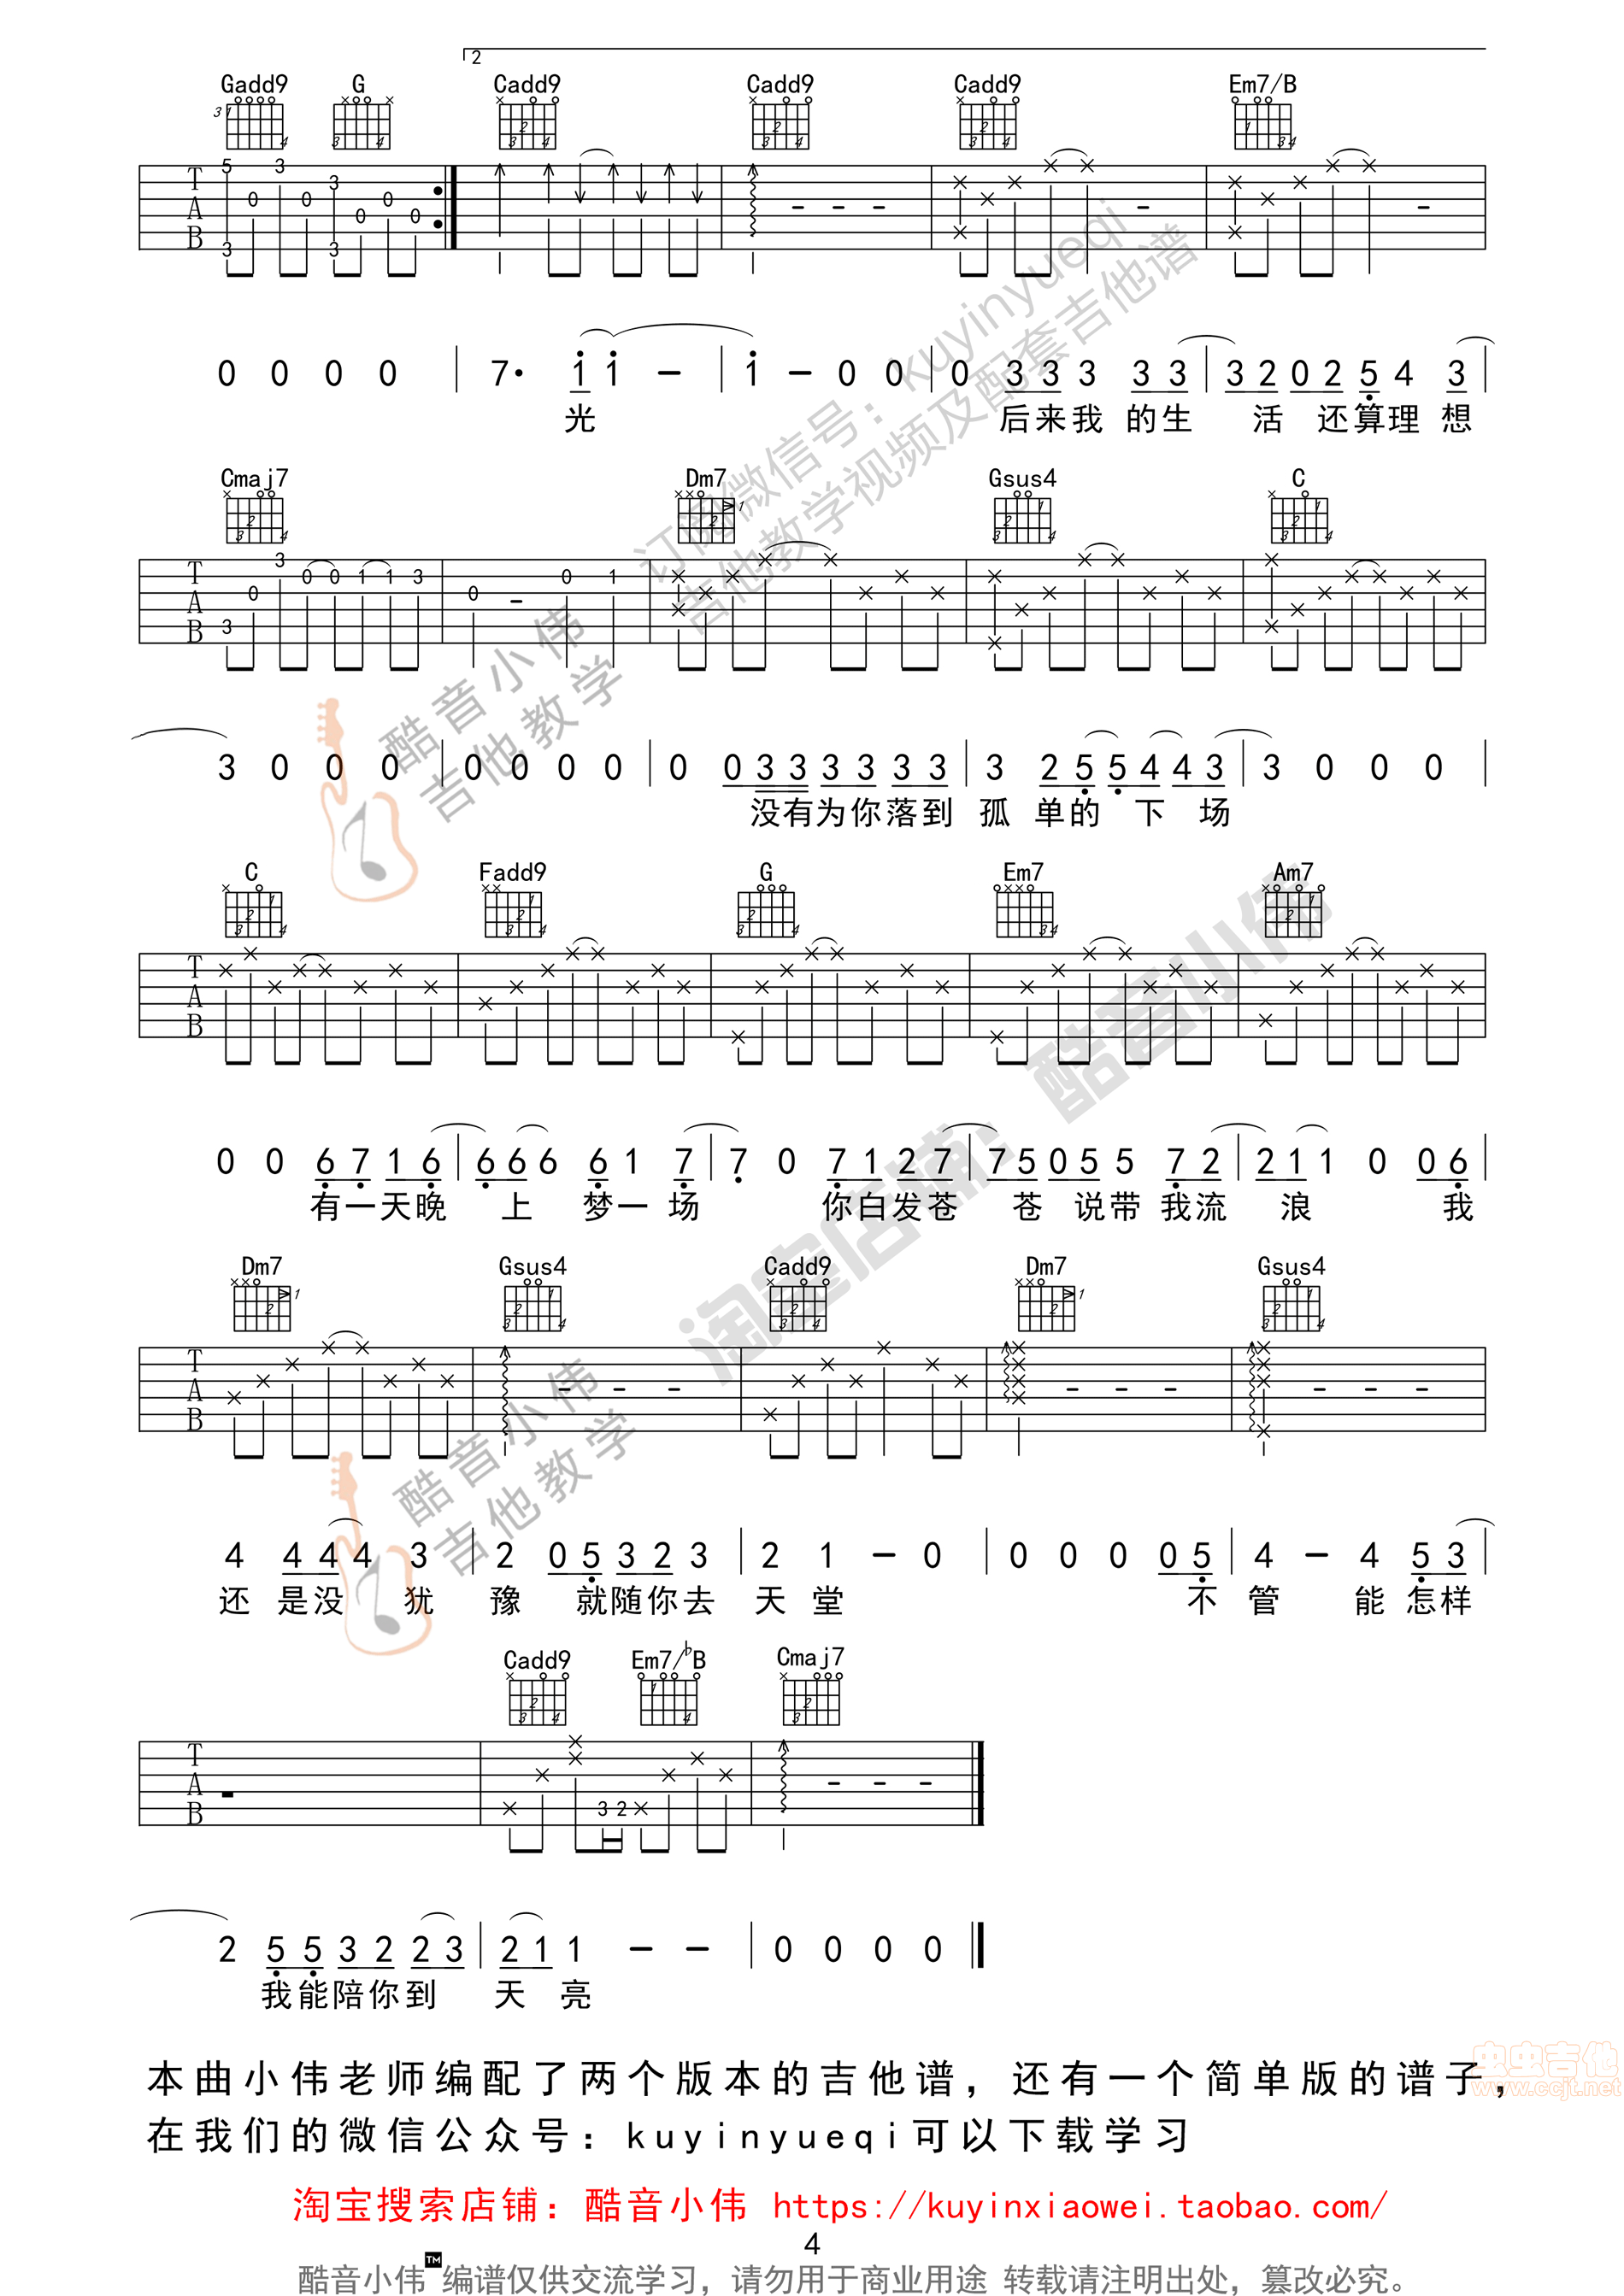 2
Gadd9 G Cadd9 Cadd9 Cadd9 Em7/B
0 0 0 0 7· 1 1 - 1 - 0 0 0 3 3 3 3 3 3 2 0 2 5 4 3
光 后来我 的生 活 还算理 想
Cmaj7 Dm7 Gsus4 C
3 0 0 0 0 0 0 0 0 0 3 3 3 3 3 3 3 2 5 5 4 4 3 3 0 0 0
没有为你落到 孤 单的 下 场
C Fadd9 G Em7 Am7
0 0 6 7 1 6 6 6 6 6 1 7 7 0 7 1 2 7 7 5 0 5 5 7 2 2 1 1 0 0 6
有一天晚 上 梦一 场 你白发苍 苍 说带 我流 浪 我
Dm7 Gsus4 Cadd9 Dm7 Gsus4
4 4 4 4 3 2 0 5 3 2 3 2 1 - 0 0 0 0 0 5 4 - 4 5 3
还 是没 犹 豫 就随你去 天 堂 不 管 能 怎样
Cadd9 Em7/♭B Cmaj7
2 5 5 3 2 2 3 2 1 1 - - 0 0 0 0
我能陪你到 天 亮
本曲小伟老师编配了两个版本的吉他谱，还有一个简单版的谱子，
在我们的微信公众号：kuyinyueqi可以下载学习
淘宝搜索店铺：酷音小伟 https://kuyinxiaowei.taobao.com/
4
酷音小伟TM编谱仅供交流学习，请勿用于商业用途 转载请注明出处，篡改必究。
订阅微信号：kuyinyueqi
吉他教学视频及配套吉他谱
酷音小伟
吉他教学
淘宝店铺：酷音小伟
酷音小伟
吉他教学
虫虫吉他
www.ccjt.net